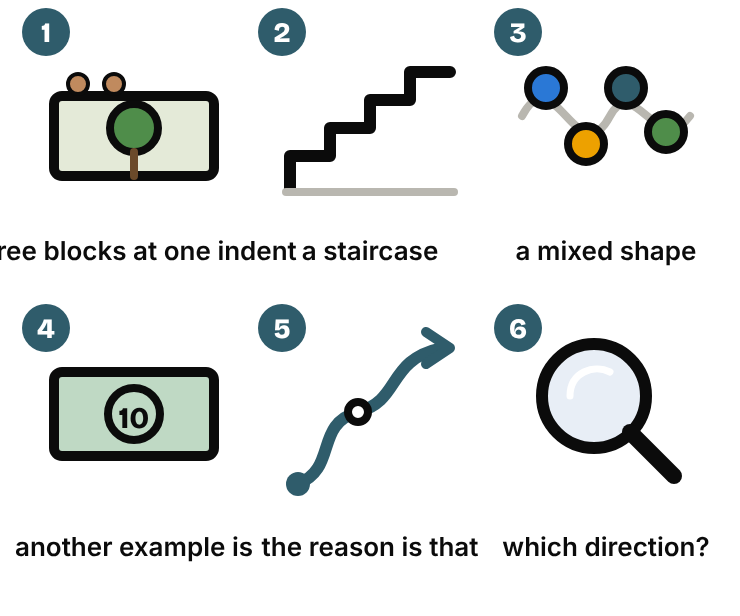 1
2
3
ree blocks at one indent
a staircase
a mixed shape
4
5
6
10
another example is
the reason is that
which direction?